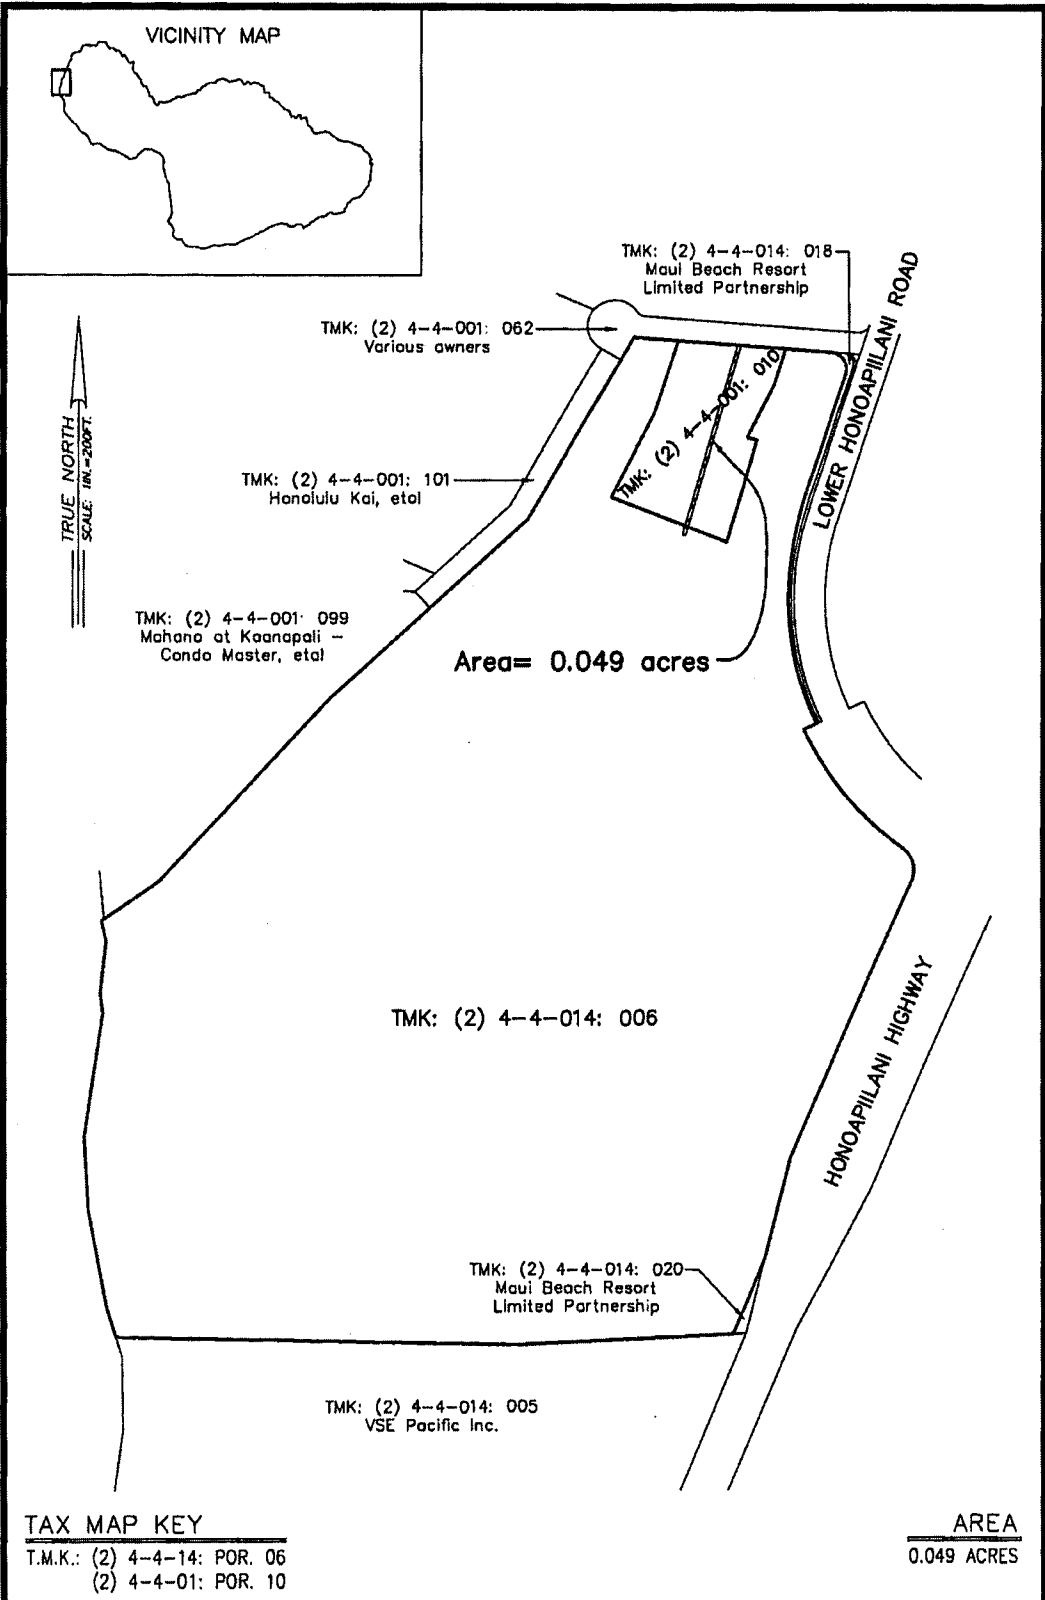 VICINITY MAP
TMK: (2) 4-4-014: 018
Maui Beach Resort
Limited Partnership
TMK: (2) 4-4-001: 062
Various owners
LOWER HONOAPIILANI ROAD
TMK: (2) 4-4-001: 010
TRUE NORTH
SCALE: 1IN.=200FT.
TMK: (2) 4-4-001: 101
Honolulu Kai, etal
TMK: (2) 4-4-001: 099
Mahana at Kaanapali -
Condo Master, etal
Area= 0.049 acres
TMK: (2) 4-4-014: 006
HONOAPIILANI HIGHWAY
TMK: (2) 4-4-014: 020
Maui Beach Resort
Limited Partnership
TMK: (2) 4-4-014: 005
VSE Pacific Inc.
TAX MAP KEY
T.M.K.: (2) 4-4-14: POR. 06
(2) 4-4-01: POR. 10
AREA
0.049 ACRES